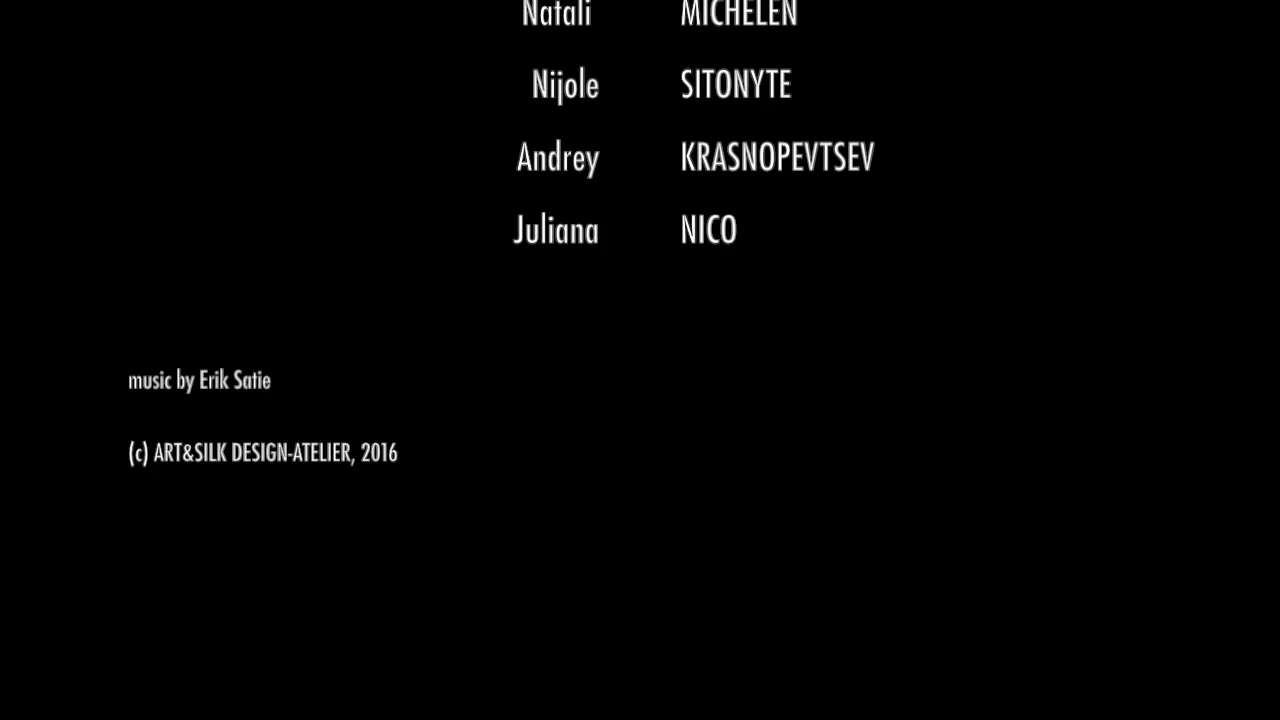 Natali MICHELEN
Nijole SITONYTE
Andrey KRASNOPEVTSEV
Juliana NICO
music by Erik Satie
(c) ART&SILK DESIGN-ATELIER, 2016